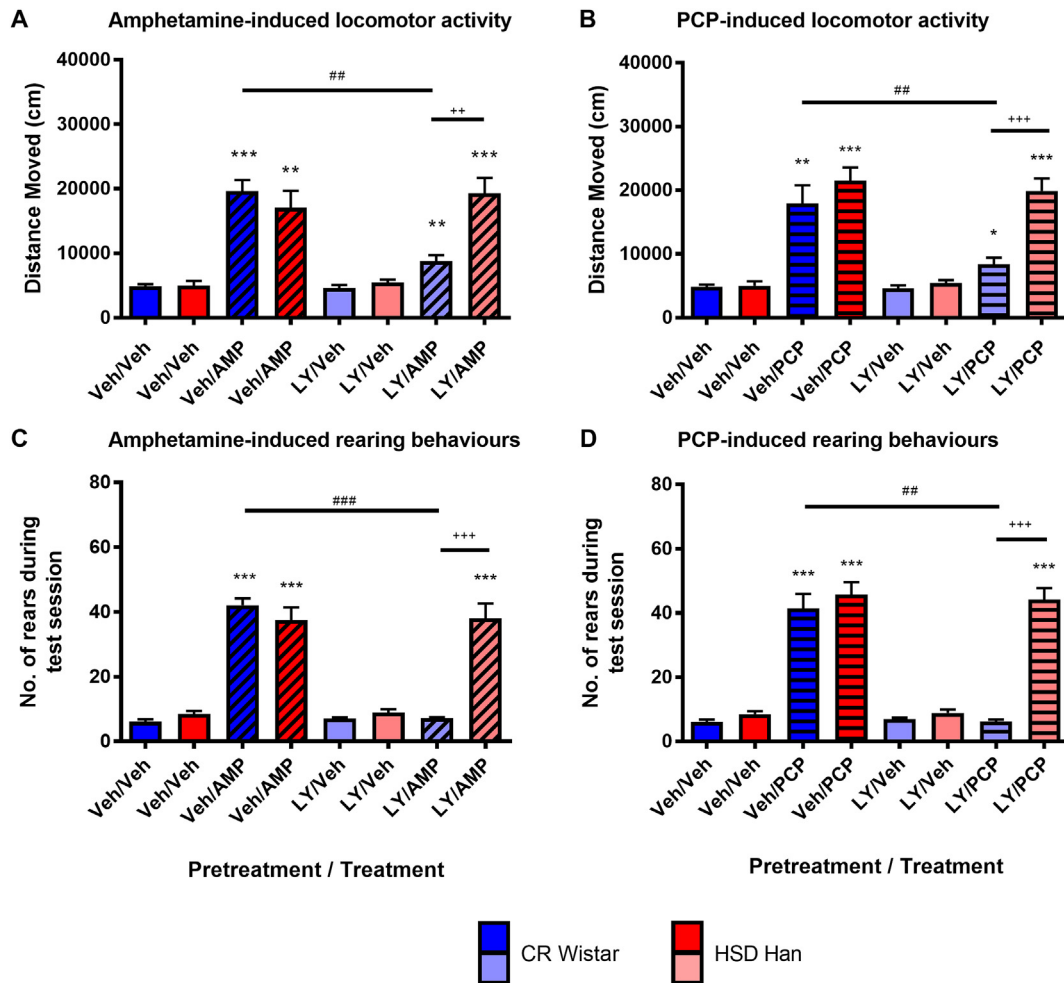 A Amphetamine-induced locomotor activity
Distance Moved (cm)
40000
30000
20000
10000
0
##
++
***
**
**
***
Veh/Veh
Veh/Veh
Veh/AMP
Veh/AMP
LY/Veh
LY/Veh
LY/AMP
LY/AMP
B PCP-induced locomotor activity
Distance Moved (cm)
40000
30000
20000
10000
0
##
+++
**
***
*
***
Veh/Veh
Veh/Veh
Veh/PCP
Veh/PCP
LY/Veh
LY/Veh
LY/PCP
LY/PCP
C Amphetamine-induced rearing behaviours
No. of rears during
test session
80
60
40
20
0
###
+++
***
***
***
Veh/Veh
Veh/Veh
Veh/AMP
Veh/AMP
LY/Veh
LY/Veh
LY/AMP
LY/AMP
Pretreatment / Treatment
D PCP-induced rearing behaviours
No. of rears during
test session
80
60
40
20
0
##
+++
***
***
***
Veh/Veh
Veh/Veh
Veh/PCP
Veh/PCP
LY/Veh
LY/Veh
LY/PCP
LY/PCP
Pretreatment / Treatment
CR Wistar
HSD Han